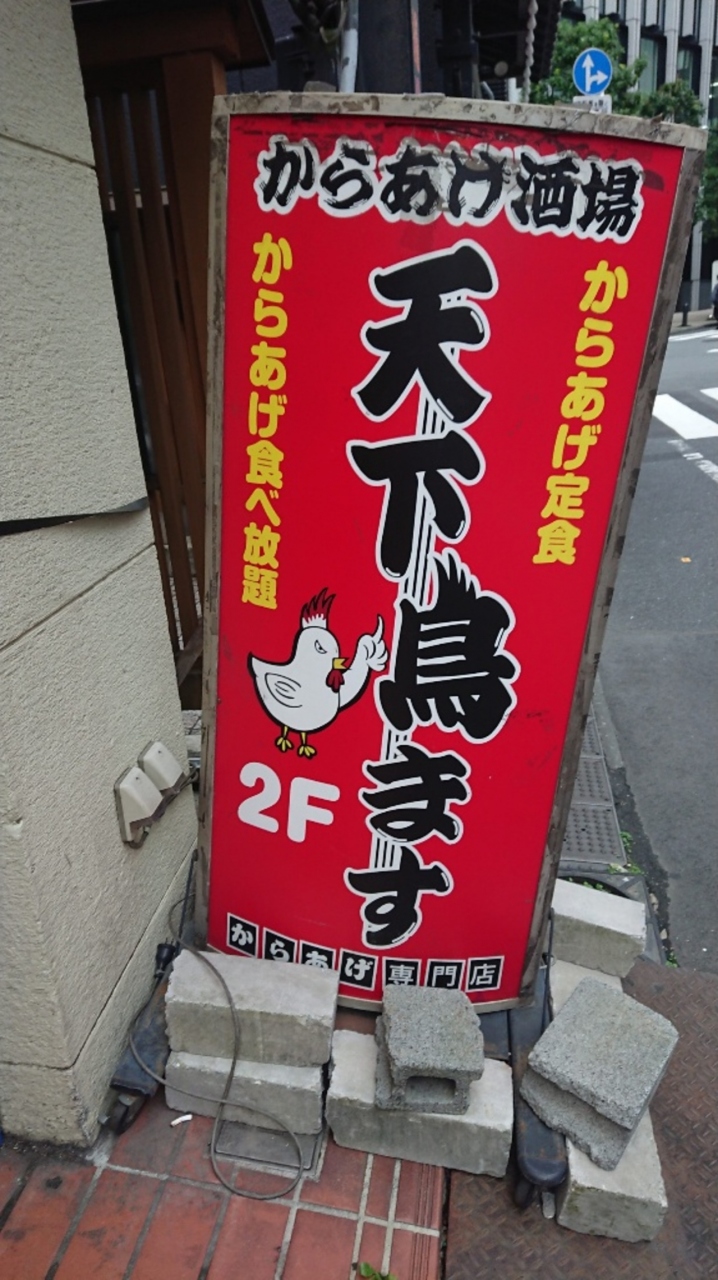 からあけ酒場
からあげ定食
天下鳥ます
からあげ食べ放題
2F
からあげ専門店